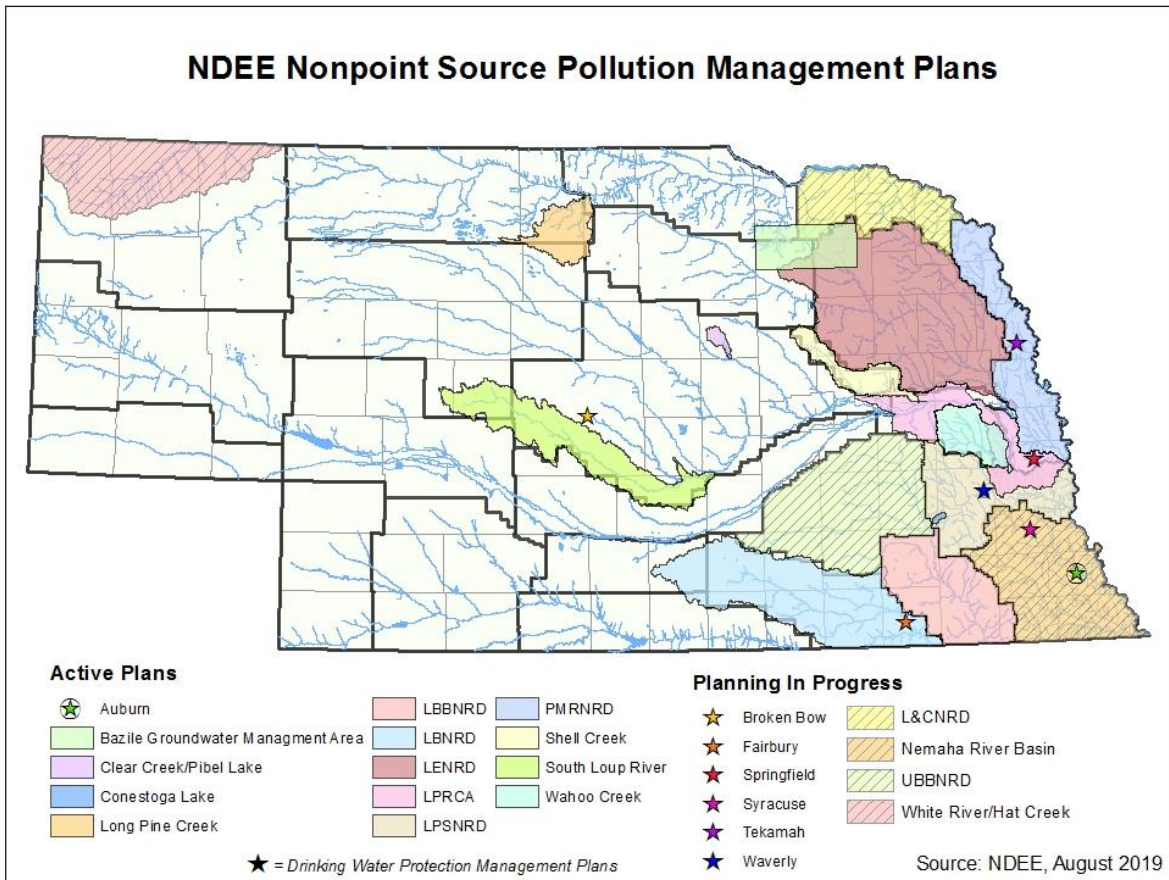 NDEE Nonpoint Source Pollution Management Plans
Active Plans
Auburn
Bazile Groundwater Managment Area
Clear Creek/Pibel Lake
Conestoga Lake
Long Pine Creek
LBBNRD
LBNRD
LENRD
LPRCA
LPSNRD
PMRNRD
Shell Creek
South Loup River
Wahoo Creek
★ = Drinking Water Protection Management Plans
Planning In Progress
Broken Bow
Fairbury
Springfield
Syracuse
Tekamah
Waverly
L&CNRD
Nemaha River Basin
UBBNRD
White River/Hat Creek
Source: NDEE, August 2019